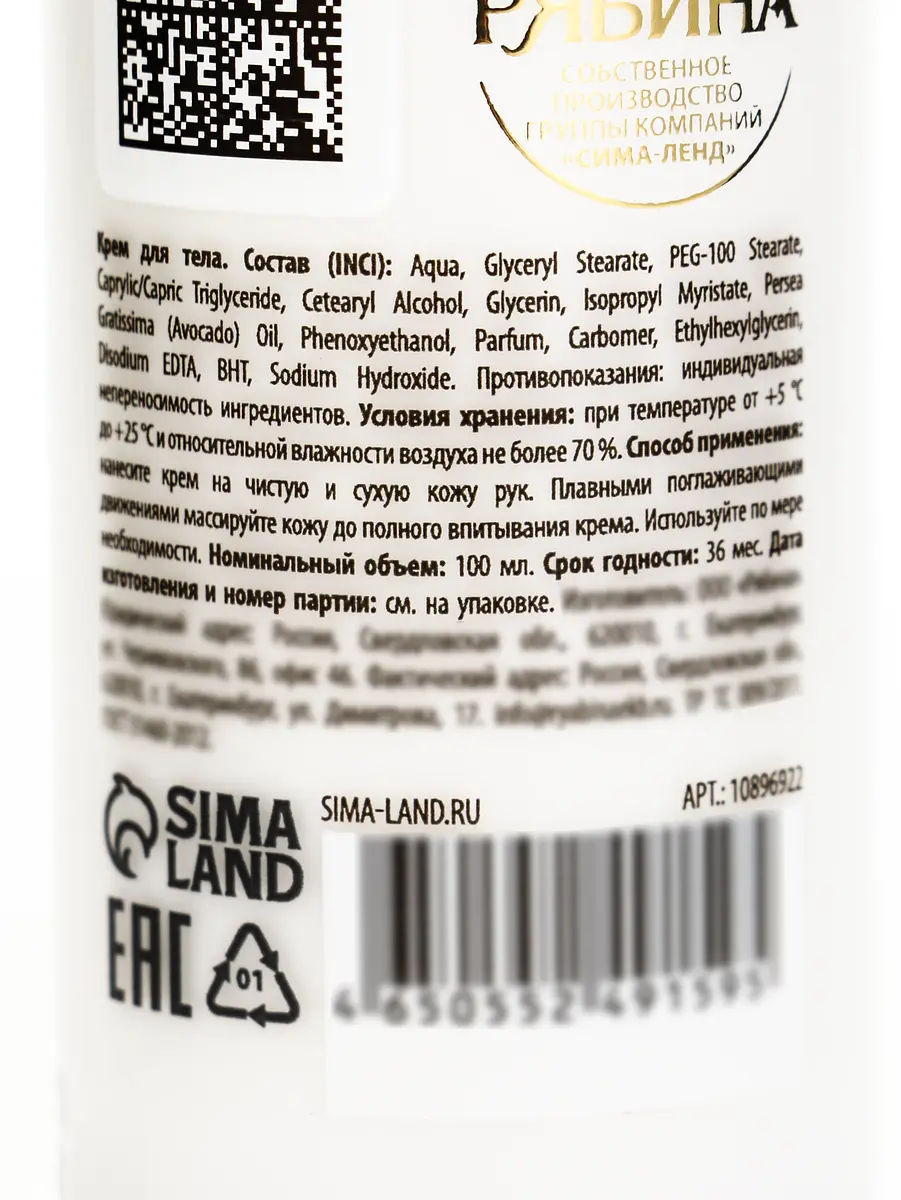 РЯБИНА
СОБСТВЕННОЕ
ПРОИЗВОДСТВО
ГРУППЫ КОМПАНИЙ
«СИМА-ЛЕНД»
Крем для тела. Состав (INCI): Aqua, Glyceryl Stearate, PEG-100 Stearate,
Caprylic/Capric Triglyceride, Cetearyl Alcohol, Glycerin, Isopropyl Myristate, Persea
Gratissima (Avocado) Oil, Phenoxyethanol, Parfum, Carbomer, Ethylhexylglycerin,
Disodium EDTA, BHT, Sodium Hydroxide. Противопоказания: индивидуальная
непереносимость ингредиентов. Условия хранения: при температуре от +5 °C
до +25 °C и относительной влажности воздуха не более 70 %. Способ применения:
нанесите крем на чистую и сухую кожу рук. Плавными поглаживающими
движениями массируйте кожу до полного впитывания крема. Используйте по мере
необходимости. Номинальный объем: 100 мл. Срок годности: 36 мес. Дата
изготовления и номер партии: см. на упаковке.
SIMA-LAND.RU
АРТ.: 10896922
SIMA
LAND
EAC
01
4 650552 491595